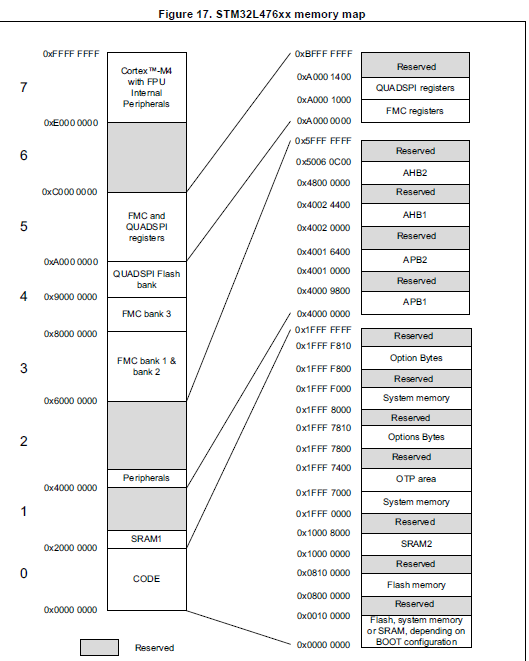 Figure 17. STM32L476xx memory map
0xFFFF FFFF
7
Cortex™-M4
with FPU
Internal
Peripherals
0xE000 0000
6
0xC000 0000
5
FMC and
QUADSPI
registers
0xA000 0000
QUADSPI Flash
bank
4
0x9000 0000
FMC bank 3
0x8000 0000
3
FMC bank 1 &
bank 2
0x6000 0000
2
Peripherals
0x4000 0000
1
SRAM1
0x2000 0000
0
CODE
0x0000 0000
Reserved
0xBFFF FFFF
Reserved
0xA000 1400
QUADSPI registers
0xA000 1000
FMC registers
0xA000 0000
0x5FFF FFFF
Reserved
0x5006 0C00
AHB2
0x4800 0000
Reserved
0x4002 4400
AHB1
0x4002 0000
Reserved
0x4001 6400
APB2
0x4001 0000
Reserved
0x4000 9800
APB1
0x4000 0000
0x1FFF FFFF
Reserved
0x1FFF F810
Option Bytes
0x1FFF F800
Reserved
0x1FFF F000
System memory
0x1FFF 8000
Reserved
0x1FFF 7810
Options Bytes
0x1FFF 7800
Reserved
0x1FFF 7400
OTP area
0x1FFF 7000
System memory
0x1FFF 0000
Reserved
0x1000 8000
SRAM2
0x1000 0000
Reserved
0x0810 0000
Flash memory
0x0800 0000
Reserved
0x0010 0000
Flash, system memory
or SRAM, depending on
BOOT configuration
0x0000 0000